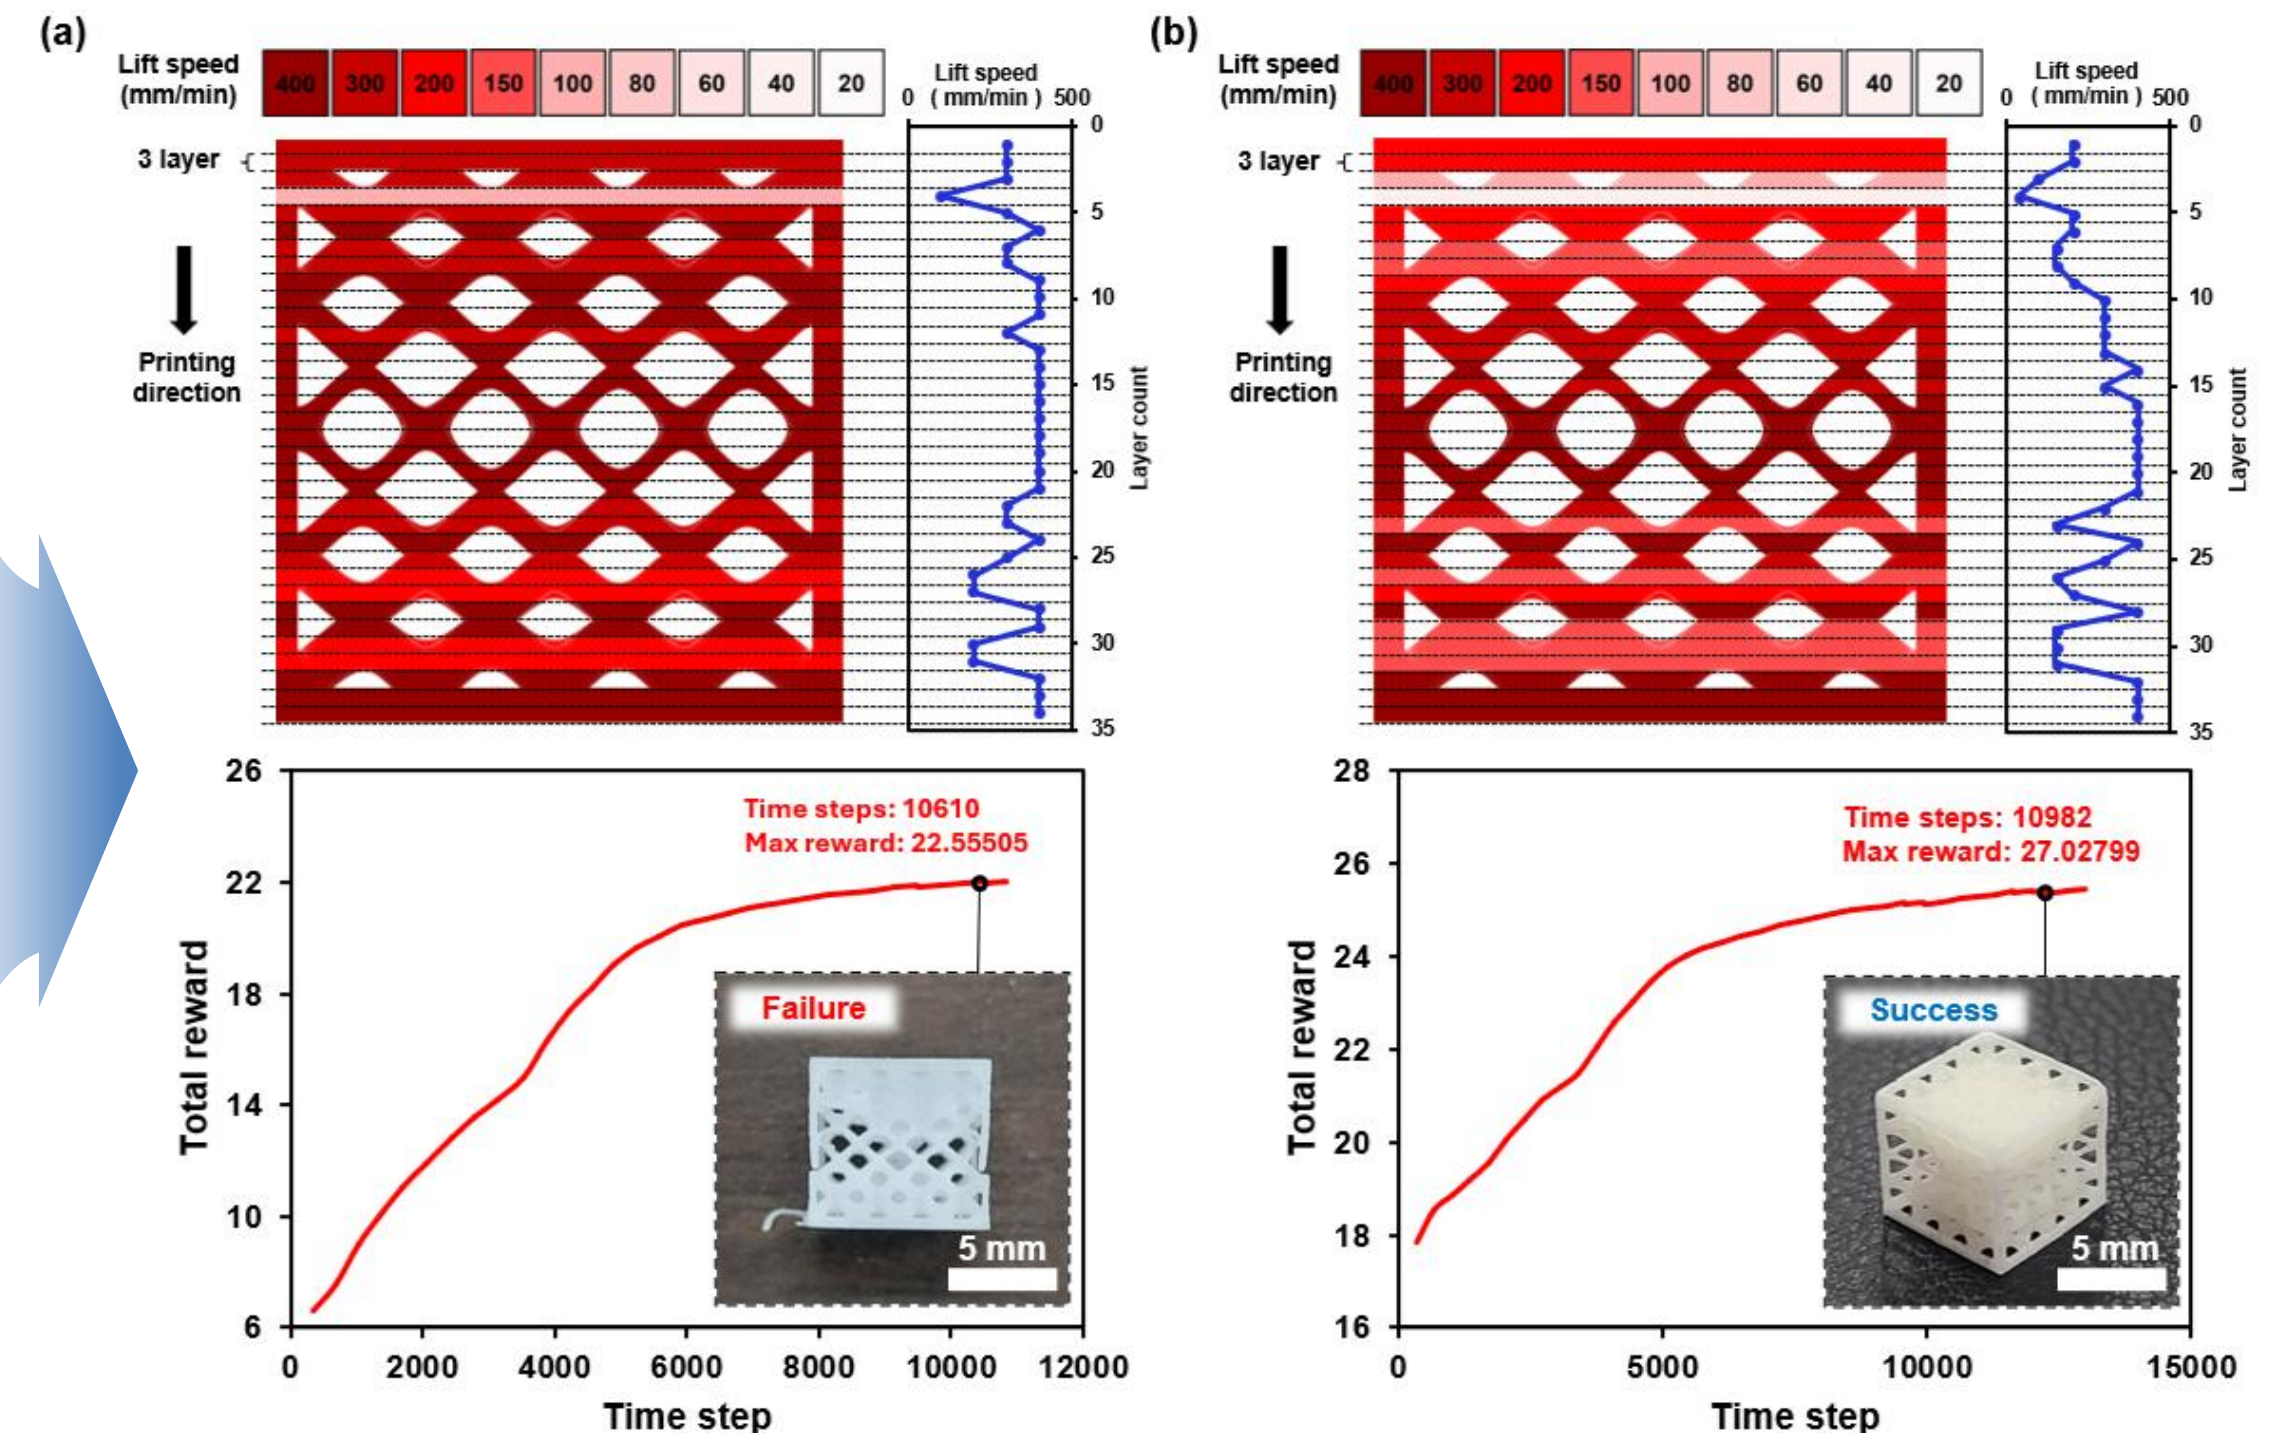 (a)
Lift speed
(mm/min)
400 300 200 150 100 80 60 40 20
Lift speed
0 ( mm/min ) 500
3 layer
Printing
direction
0
5
10
15
20
25
30
35
Layer count
26
22
18
14
10
6
Total reward
Time steps: 10610
Max reward: 22.55505
Failure
5 mm
0 2000 4000 6000 8000 10000 12000
Time step
(b)
Lift speed
(mm/min)
400 300 200 150 100 80 60 40 20
Lift speed
0 ( mm/min ) 500
3 layer
Printing
direction
0
5
10
15
20
25
30
35
Layer count
28
26
24
22
20
18
16
Total reward
Time steps: 10982
Max reward: 27.02799
Success
5 mm
0 5000 10000 15000
Time step